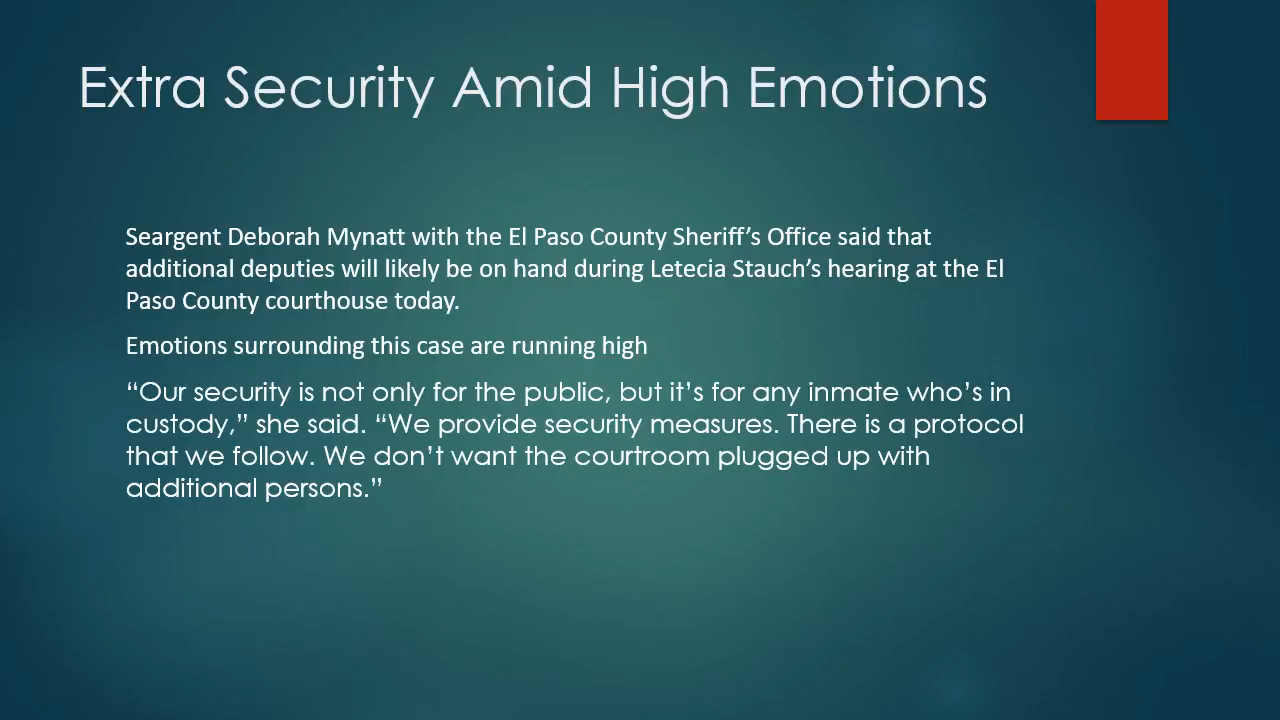 Extra Security Amid High Emotions
Seargent Deborah Mynatt with the El Paso County Sheriff’s Office said that
additional deputies will likely be on hand during Letecia Stauch’s hearing at the El
Paso County courthouse today.
Emotions surrounding this case are running high
“Our security is not only for the public, but it’s for any inmate who’s in
custody,” she said. “We provide security measures. There is a protocol
that we follow. We don’t want the courtroom plugged up with
additional persons.”